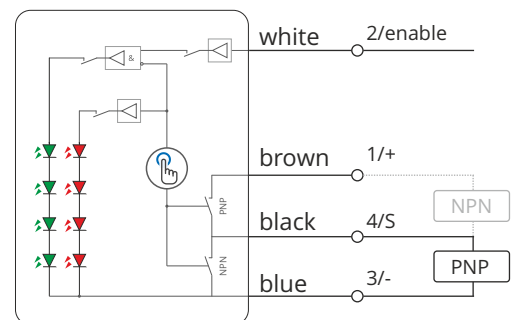 white 2/enable
&
brown 1/+
PNP
NPN
black 4/S
NPN
PNP
blue 3/-